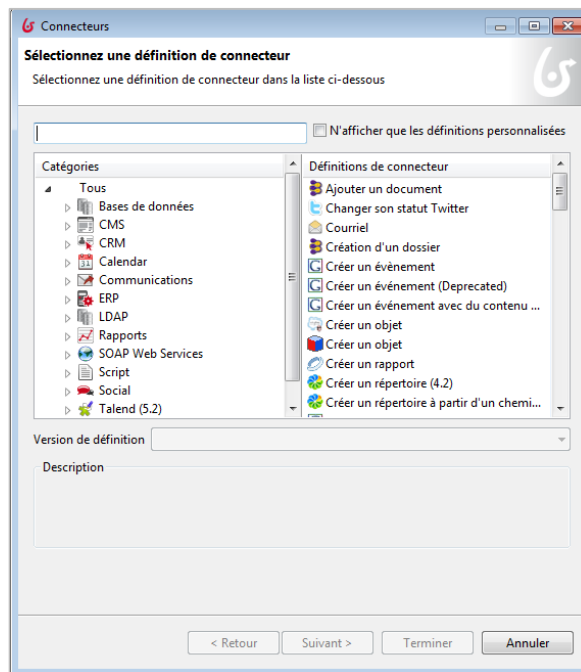 Connecteurs
Sélectionnez une définition de connecteur
Sélectionnez une définition de connecteur dans la liste ci-dessous
N'afficher que les définitions personnalisées
Catégories
Tous
Bases de données
CMS
CRM
Calendar
Communications
ERP
LDAP
Rapports
SOAP Web Services
Script
Social
Talend (5.2)
Définitions de connecteur
Ajouter un document
Changer son statut Twitter
Courriel
Création d'un dossier
Créer un évènement
Créer un événement (Deprecated)
Créer un événement avec du contenu ...
Créer un objet
Créer un objet
Créer un rapport
Créer un répertoire (4.2)
Créer un répertoire à partir d'un chemi...
Version de définition
Description
< Retour
Suivant >
Terminer
Annuler